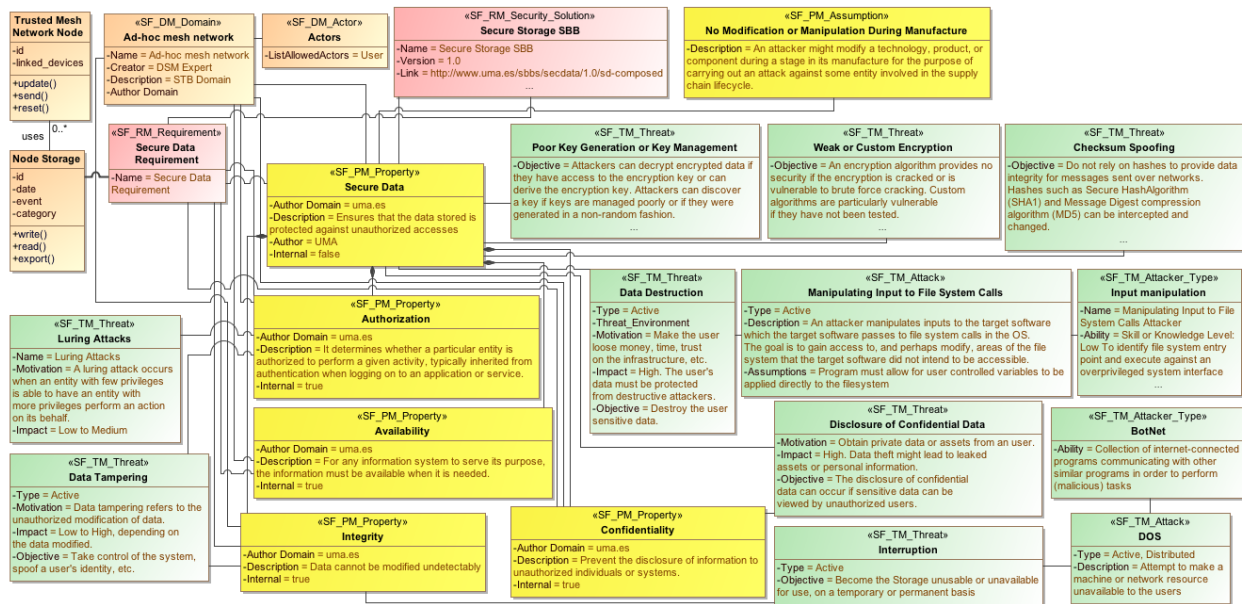 Trusted Mesh
Network Node
-id
-linked_devices
+update()
+send()
+reset()
uses
0..*
Node Storage
-id
-date
-event
-category
+write()
+read()
+export()
«SF_DM_Domain»
Ad-hoc mesh network
-Name = Ad-hoc mesh network
-Creator = DSM Expert
-Description = STB Domain
-Author Domain
«SF_DM_Actor»
Actors
-ListAllowedActors = User
«SF_RM_Security_Solution»
Secure Storage SBB
-Name = Secure Storage SBB
-Version = 1.0
-Link = http://www.uma.es/sbbs/secdata/1.0/sd-composed
...
«SF_PM_Assumption»
No Modification or Manipulation During Manufacture
-Description = An attacker might modify a technology, product, or
component during a stage in its manufacture for the purpose of
carrying out an attack against some entity involved in the supply
chain lifecycle.
«SF_RM_Requirement»
Secure Data
Requirement
-Name = Secure Data
Requirement
«SF_PM_Property»
Secure Data
-Author Domain = uma.es
-Description = Ensures that the data stored is
protected against unauthorized accesses
-Author = UMA
-Internal = false
«SF_TM_Threat»
Poor Key Generation or Key Management
-Objective = Attackers can decrypt encrypted data if
they have access to the encryption key or can
derive the encryption key. Attackers can discover
a key if keys are managed poorly or if they were
generated in a non-random fashion.
...
«SF_TM_Threat»
Weak or Custom Encryption
-Objective = An encryption algorithm provides no
security if the encryption is cracked or is
vulnerable to brute force cracking. Custom
algorithms are particularly vulnerable
if they have not been tested.
...
«SF_TM_Threat»
Checksum Spoofing
-Objective = Do not rely on hashes to provide data
integrity for messages sent over networks.
Hashes such as Secure HashAlgorithm
(SHA1) and Message Digest compression
algorithm (MD5) can be intercepted and
changed.
...
«SF_TM_Threat»
Luring Attacks
-Name = Luring Attacks
-Motivation = A luring attack occurs
when an entity with few privileges
is able to have an entity with
more privileges perform an action
on its behalf.
-Impact = Low to Medium
«SF_PM_Property»
Authorization
-Author Domain = uma.es
-Description = It determines whether a particular entity is
authorized to perform a given activity, typically inherited from
authentication when logging on to an application or service.
-Internal = true
«SF_TM_Threat»
Data Destruction
-Type = Active
-Threat_Environment
-Motivation = Make the user
loose money, time, trust
on the infrastructure, etc.
-Impact = High. The user's
data must be protected
from destructive attackers.
-Objective = Destroy the user
sensitive data.
«SF_TM_Attack»
Manipulating Input to File System Calls
-Type = Active
-Description = An attacker manipulates inputs to the target software
which the target software passes to file system calls in the OS.
The goal is to gain access to, and perhaps modify, areas of the
file system that the target software did not intend to be accessible.
-Assumptions = Program must allow for user controlled variables to be
applied directly to the filesystem
«SF_TM_Attacker_Type»
Input manipulation
-Name = Manipulating Input to File
System Calls Attacker
-Ability = Skill or Knowledge Level:
Low To identify file system entry
point and execute against an
overprivileged system interface
...
«SF_PM_Property»
Availability
-Author Domain = uma.es
-Description = For any information system to serve its purpose,
the information must be available when it is needed.
-Internal = true
«SF_TM_Threat»
Disclosure of Confidential Data
-Motivation = Obtain private data or assets from an user.
-Impact = High. Data theft might lead to leaked
assets or personal information.
-Objective = The disclosure of confidential
data can occur if sensitive data can be
viewed by unauthorized users.
«SF_TM_Attacker_Type»
BotNet
-Ability = Collection of internet-connected
programs communicating with other
similar programs in order to perform
(malicious) tasks
«SF_TM_Threat»
Data Tampering
-Type = Active
-Motivation = Data tampering refers to the
unauthorized modification of data.
-Impact = Low to High, depending on
the data modified.
-Objective = Take control of the system,
spoof a user's identity, etc.
«SF_PM_Property»
Integrity
-Author Domain = uma.es
-Description = Data cannot be modified undetectably
-Internal = true
«SF_PM_Property»
Confidentiality
-Author Domain = uma.es
-Description = Prevent the disclosure of information to
unauthorized individuals or systems.
-Internal = true
«SF_TM_Threat»
Interruption
-Type = Active
-Objective = Become the Storage unusable or unavailable
for use, on a temporary or permanent basis
«SF_TM_Attack»
DOS
-Type = Active, Distributed
-Description = Attempt to make a
machine or network resource
unavailable to the users